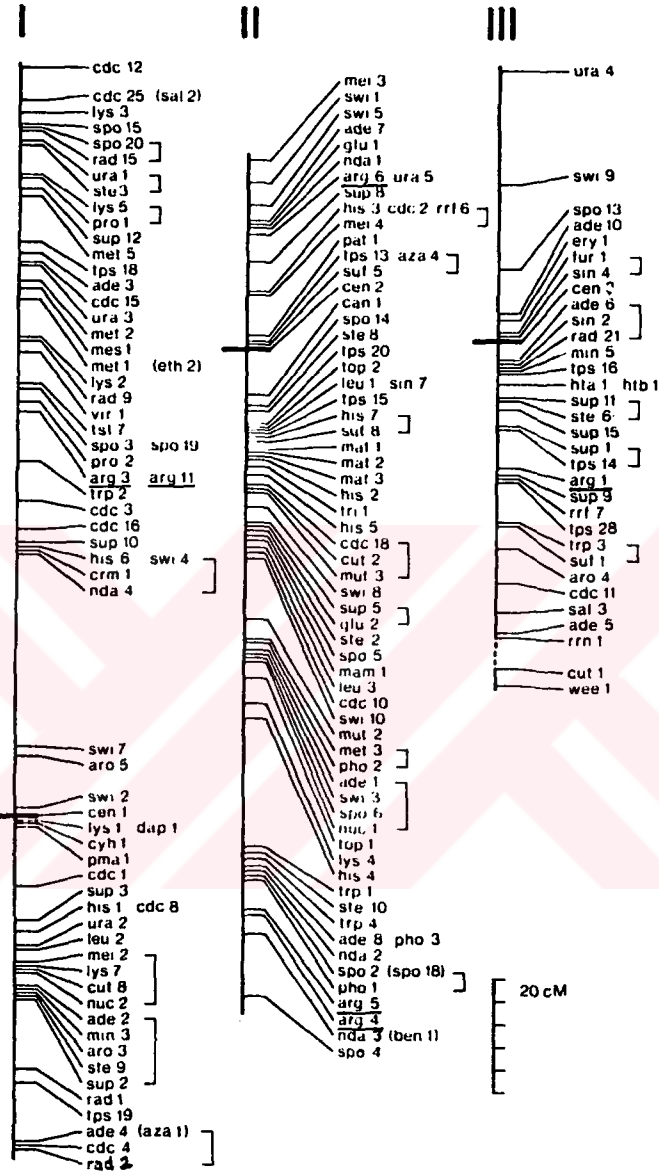 I
cdc 12
cdc 25 (sal 2)
lys 3
spo 15
spo 20
rad 15
ura 1
ste 3
lys 5
pro 1
sup 12
met 5
tps 18
ade 3
cdc 15
ura 3
met 2
mes 1
met 1 (eth 2)
lys 2
rad 9
vir 1
tsl 7
spo 3 spo 19
pro 2
arg 3 arg 11
trp 2
cdc 3
cdc 16
sup 10
his 6 swi 4
crm 1
nda 4
swi 7
aro 5
swi 2
cen 1
lys 1 dap 1
cyh 1
pma 1
cdc 1
sup 3
his 1 cdc 8
ura 2
leu 2
mei 2
lys 7
cut 8
nuc 2
ade 2
min 3
aro 3
ste 9
sup 2
rad 1
tps 19
ade 4 (aza 1)
cdc 4
rad 2
II
mei 3
swi 1
swi 5
ade 7
glu 1
nda 1
arg 6 ura 5
sup 8
his 3 cdc 2 rrf 6
mei 4
pat 1
tps 13 aza 4
suf 5
cen 2
can 1
spo 14
ste 8
tps 20
top 2
leu 1 sin 7
tps 15
his 7
suf 8
mat 1
mat 2
mat 3
his 2
tri 1
his 5
cdc 18
cut 2
mut 3
swi 8
sup 5
glu 2
ste 2
spo 5
mam 1
leu 3
cdc 10
swi 10
mut 2
met 3
pho 2
ade 1
swi 3
spo 6
nuc 1
top 1
lys 4
his 4
trp 1
ste 10
trp 4
ade 8 pho 3
nda 2
spo 2 (spo 18)
pho 1
arg 5
arg 4
nda 3 (ben 1)
spo 4
III
ura 4
swi 9
spo 13
ade 10
ery 1
fur 1
sin 4
cen 3
ade 6
sin 2
rad 21
min 5
tps 16
hta 1 htb 1
sup 11
ste 6
sup 15
sup 1
tps 14
arg 1
sup 9
rrf 7
tps 28
trp 3
suf 1
aro 4
cdc 11
sal 3
ade 5
rrn 1
cut 1
wee 1
20 cM